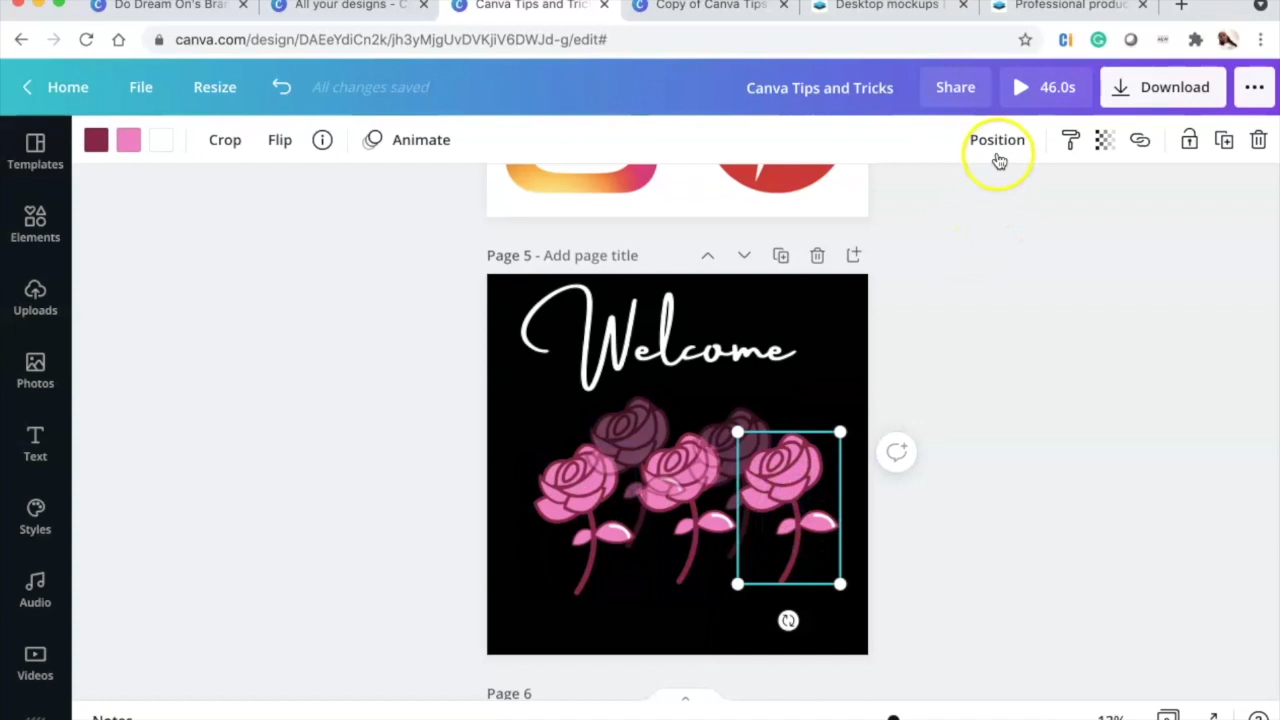 Do Dream On's Bra
All your designs - C
Canva Tips and Tric
Copy of Canva Tips
Desktop mockups |
Professional produc
canva.com/design/DAEeYdiCn2k/jh3yMjgUvDVKjiV6DWJd-g/edit#
Home File Resize All changes saved Canva Tips and Tricks Share 46.0s Download
Crop Flip Animate Position
Templates
Elements
Uploads
Photos
Text
Styles
Audio
Videos
Page 5 - Add page title
Welcome
Page 6